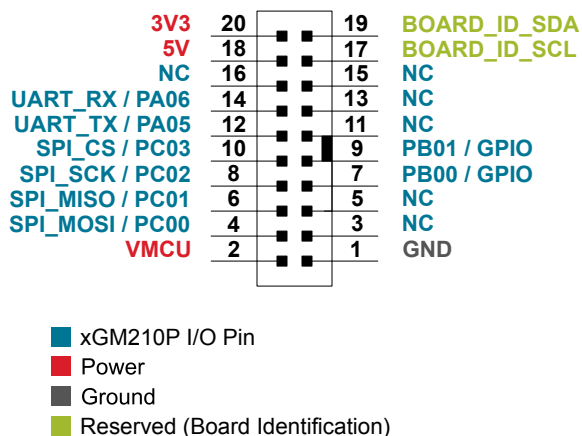 3V3 20 19 BOARD_ID_SDA
5V 18 17 BOARD_ID_SCL
NC 16 15 NC
UART_RX / PA06 14 13 NC
UART_TX / PA05 12 11 NC
SPI_CS / PC03 10 9 PB01 / GPIO
SPI_SCK / PC02 8 7 PB00 / GPIO
SPI_MISO / PC01 6 5 NC
SPI_MOSI / PC00 4 3 NC
VMCU 2 1 GND
xGM210P I/O Pin
Power
Ground
Reserved (Board Identification)